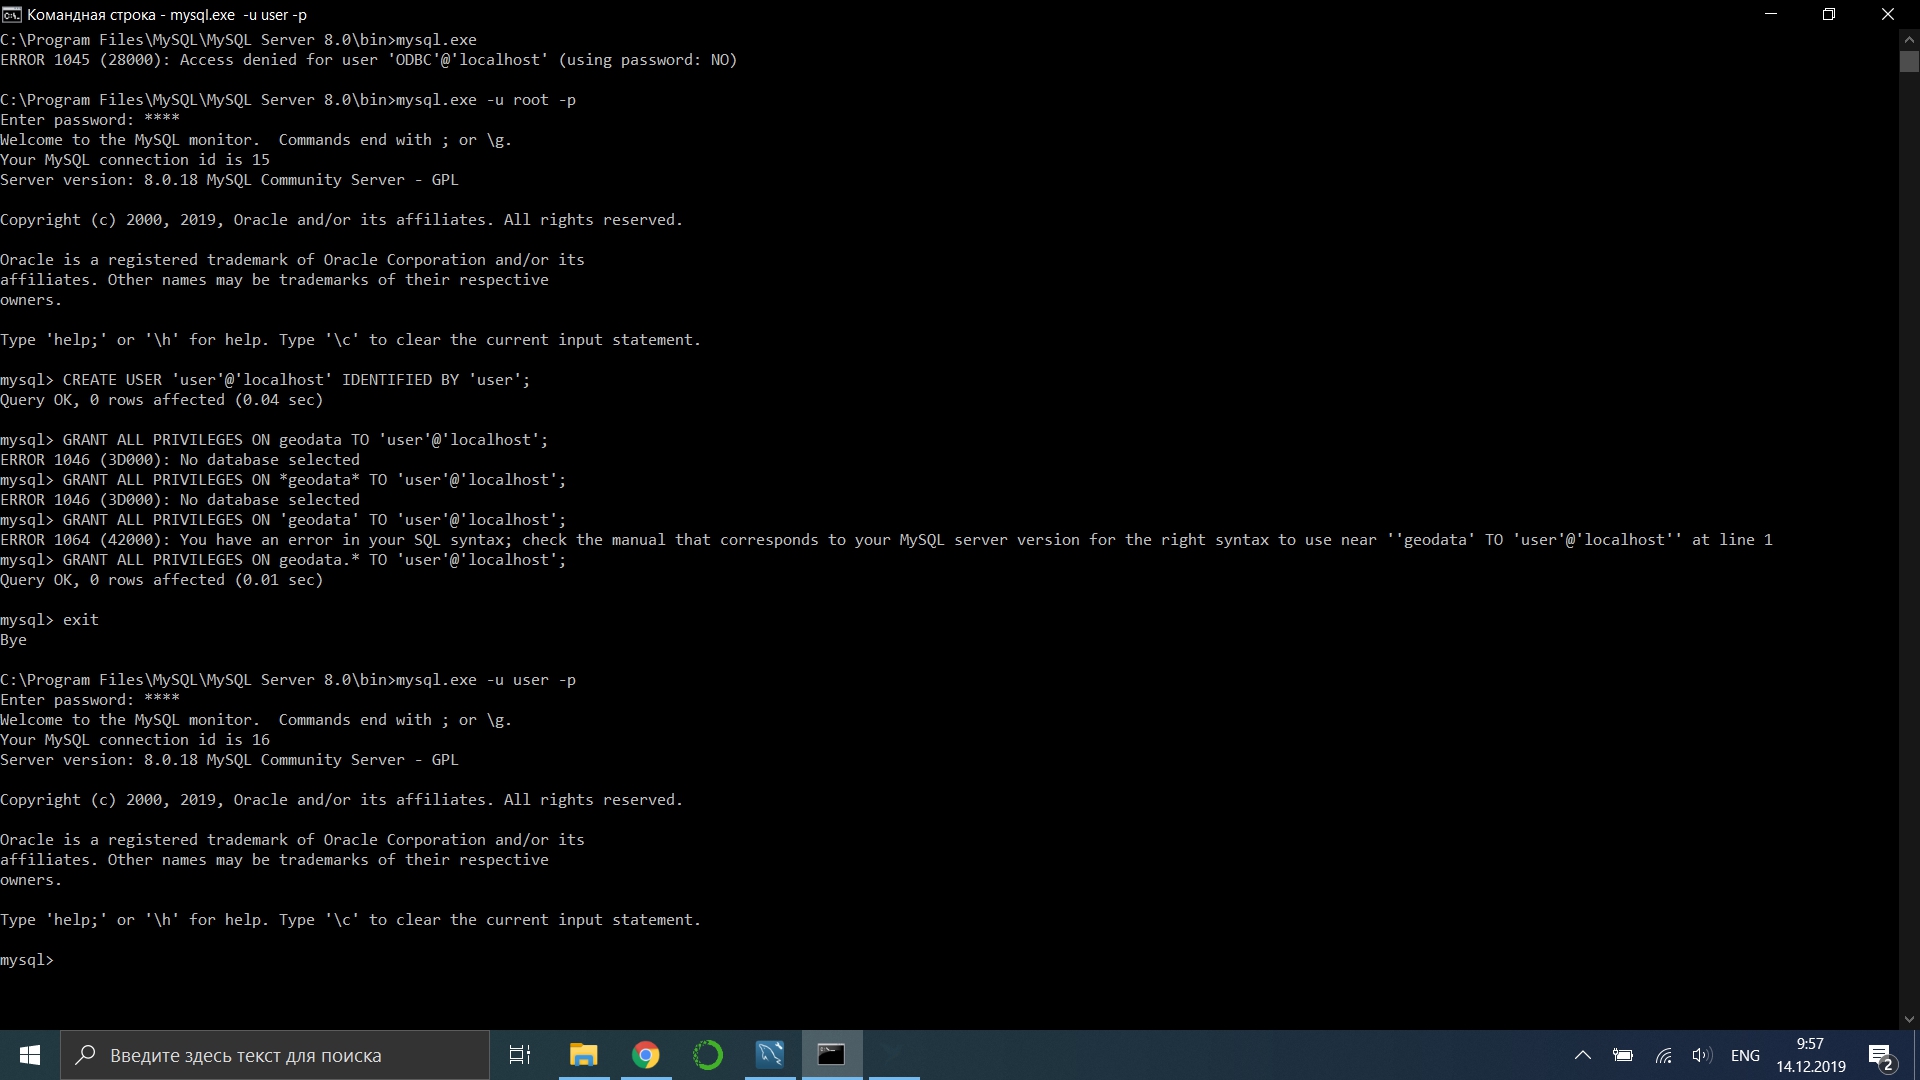 Командная строка - mysql.exe  -u user -p
C:\Program Files\MySQL\MySQL Server 8.0\bin>mysql.exe
ERROR 1045 (28000): Access denied for user 'ODBC'@'localhost' (using password: NO)
C:\Program Files\MySQL\MySQL Server 8.0\bin>mysql.exe -u root -p
Enter password: ****
Welcome to the MySQL monitor.  Commands end with ; or \g.
Your MySQL connection id is 15
Server version: 8.0.18 MySQL Community Server - GPL
Copyright (c) 2000, 2019, Oracle and/or its affiliates. All rights reserved.
Oracle is a registered trademark of Oracle Corporation and/or its
affiliates. Other names may be trademarks of their respective
owners.
Type 'help;' or '\h' for help. Type '\c' to clear the current input statement.
mysql> CREATE USER 'user'@'localhost' IDENTIFIED BY 'user';
Query OK, 0 rows affected (0.04 sec)
mysql> GRANT ALL PRIVILEGES ON geodata TO 'user'@'localhost';
ERROR 1046 (3D000): No database selected
mysql> GRANT ALL PRIVILEGES ON *geodata* TO 'user'@'localhost';
ERROR 1046 (3D000): No database selected
mysql> GRANT ALL PRIVILEGES ON 'geodata' TO 'user'@'localhost';
ERROR 1064 (42000): You have an error in your SQL syntax; check the manual that corresponds to your MySQL server version for the right syntax to use near ''geodata' TO 'user'@'localhost'' at line 1
mysql> GRANT ALL PRIVILEGES ON geodata.* TO 'user'@'localhost';
Query OK, 0 rows affected (0.01 sec)
mysql> exit
Bye
C:\Program Files\MySQL\MySQL Server 8.0\bin>mysql.exe -u user -p
Enter password: ****
Welcome to the MySQL monitor.  Commands end with ; or \g.
Your MySQL connection id is 16
Server version: 8.0.18 MySQL Community Server - GPL
Copyright (c) 2000, 2019, Oracle and/or its affiliates. All rights reserved.
Oracle is a registered trademark of Oracle Corporation and/or its
affiliates. Other names may be trademarks of their respective
owners.
Type 'help;' or '\h' for help. Type '\c' to clear the current input statement.
mysql>
Введите здесь текст для поиска
ENG
9:57
14.12.2019
2